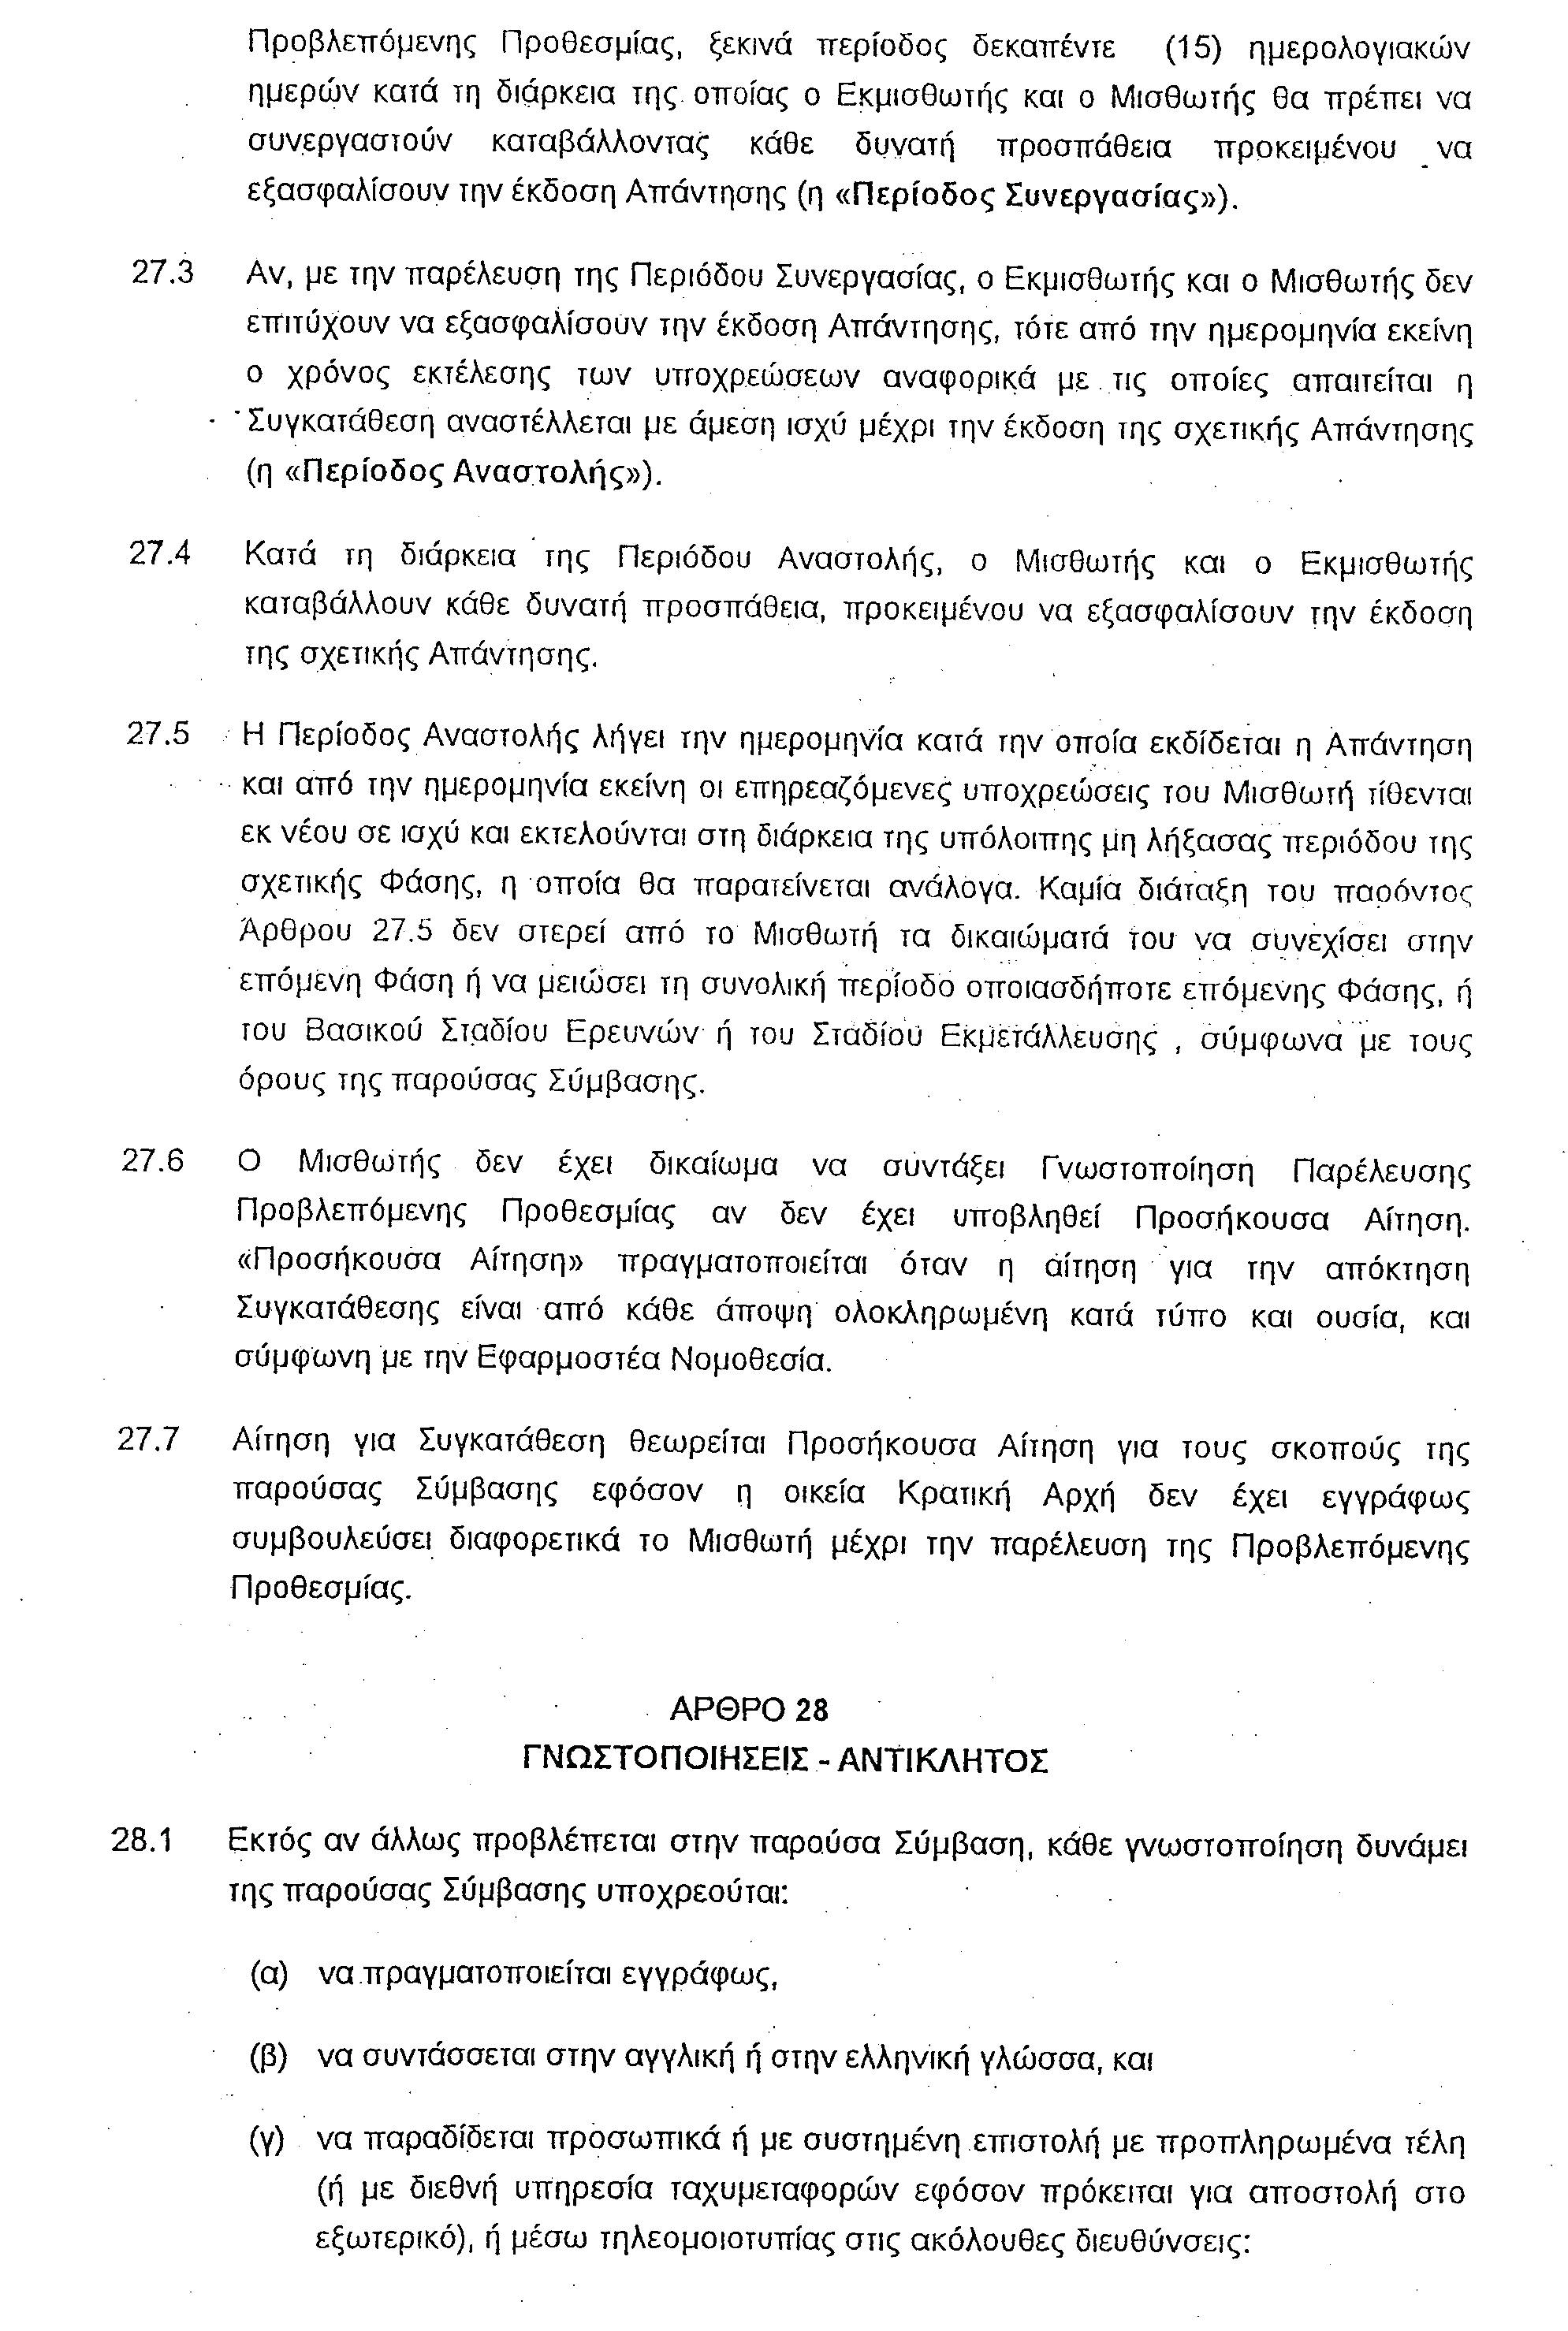 Προβλεπόμενης Προθεσμίας, ξεκινά περίοδος δεκαπέντε (15) ημερολογιακών
ημερών κατά τη διάρκεια της οποίας ο Εκμισθωτής και ο Μισθωτής θα πρέπει να
συνεργαστούν καταβάλλοντας κάθε δυνατή προσπάθεια προκειμένου να
εξασφαλίσουν την έκδοση Απάντησης (η «Περίοδος Συνεργασίας»).
27.3 Αν, με την παρέλευση της Περιόδου Συνεργασίας, ο Εκμισθωτής και ο Μισθωτής δεν
επιτύχουν να εξασφαλίσουν την έκδοση Απάντησης, τότε από την ημερομηνία εκείνη
ο χρόνος εκτέλεσης των υποχρεώσεων αναφορικά με τις οποίες απαιτείται η
Συγκατάθεση αναστέλλεται με άμεση ισχύ μέχρι την έκδοση της σχετικής Απάντησης
(η «Περίοδος Αναστολής»).
27.4 Κατά τη διάρκεια της Περιόδου Αναστολής, ο Μισθωτής και ο Εκμισθωτής
καταβάλλουν κάθε δυνατή προσπάθεια, προκειμένου να εξασφαλίσουν την έκδοση
της σχετικής Απάντησης.
27.5 Η Περίοδος Αναστολής λήγει την ημερομηνία κατά την οποία εκδίδεται η Απάντηση
και από την ημερομηνία εκείνη οι επηρεαζόμενες υποχρεώσεις του Μισθωτή τίθενται
εκ νέου σε ισχύ και εκτελούνται στη διάρκεια της υπόλοιπης μη λήξασας περιόδου της
σχετικής Φάσης, η οποία θα παρατείνεται ανάλογα. Καμία διάταξη του παρόντος
Άρθρου 27.5 δεν στερεί από το Μισθωτή τα δικαιώματά του να συνεχίσει στην
επόμενη Φάση ή να μειώσει τη συνολική περίοδο οποιασδήποτε επόμενης Φάσης, ή
του Βασικού Σταδίου Ερευνών ή του Σταδίου Εκμετάλλευσης , σύμφωνα με τους
όρους της παρούσας Σύμβασης.
27.6 Ο Μισθωτής δεν έχει δικαίωμα να συντάξει Γνωστοποίηση Παρέλευσης
Προβλεπόμενης Προθεσμίας αν δεν έχει υποβληθεί Προσήκουσα Αίτηση.
«Προσήκουσα Αίτηση» πραγματοποιείται όταν η αίτηση για την απόκτηση
Συγκατάθεσης είναι από κάθε άποψη ολοκληρωμένη κατά τύπο και ουσία, και
σύμφωνη με την Εφαρμοστέα Νομοθεσία.
27.7 Αίτηση για Συγκατάθεση θεωρείται Προσήκουσα Αίτηση για τους σκοπούς της
παρούσας Σύμβασης εφόσον η οικεία Κρατική Αρχή δεν έχει εγγράφως
συμβουλεύσει διαφορετικά το Μισθωτή μέχρι την παρέλευση της Προβλεπόμενης
Προθεσμίας.
ΑΡΘΡΟ 28
ΓΝΩΣΤΟΠΟΙΗΣΕΙΣ - ΑΝΤΙΚΛΗΤΟΣ
28.1 Εκτός αν άλλως προβλέπεται στην παρούσα Σύμβαση, κάθε γνωστοποίηση δυνάμει
της παρούσας Σύμβασης υποχρεούται:
(α) να πραγματοποιείται εγγράφως,
(β) να συντάσσεται στην αγγλική ή στην ελληνική γλώσσα, και
(γ) να παραδίδεται προσωπικά ή με συστημένη επιστολή με προπληρωμένα τέλη
(ή με διεθνή υπηρεσία ταχυμεταφορών εφόσον πρόκειται για αποστολή στο
εξωτερικό), ή μέσω τηλεομοιοτυπίας στις ακόλουθες διευθύνσεις: